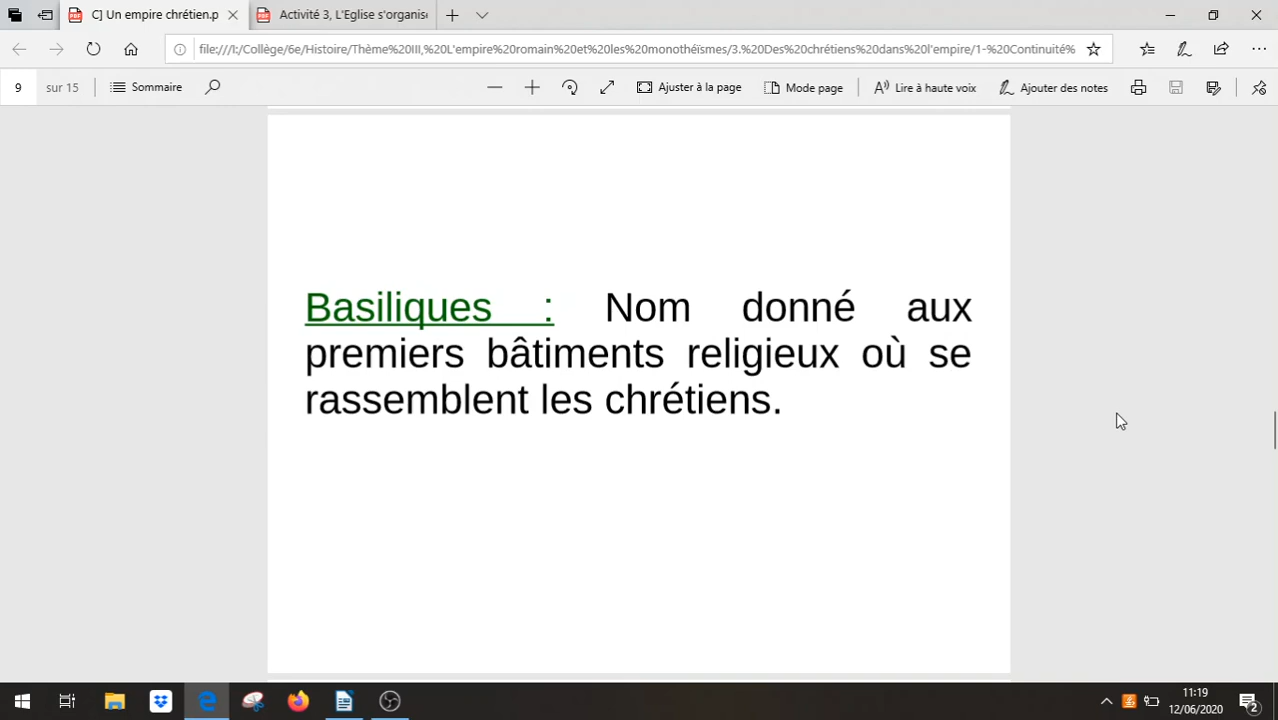 C] Un empire chrétien.p
Activité 3, L'Eglise s'organise
file:///I:/Collège/6e/Histoire/Thème%20III,%20L'empire%20romain%20et%20les%20monothéïsmes/3.%20Des%20chrétiens%20dans%20l'empire/1-%20Continuité%
9 sur 15 Sommaire Ajuster à la page Mode page Lire à haute voix Ajouter des notes
Basiliques : Nom donné aux
premiers bâtiments religieux où se
rassemblent les chrétiens.
11:19
12/06/2020
2